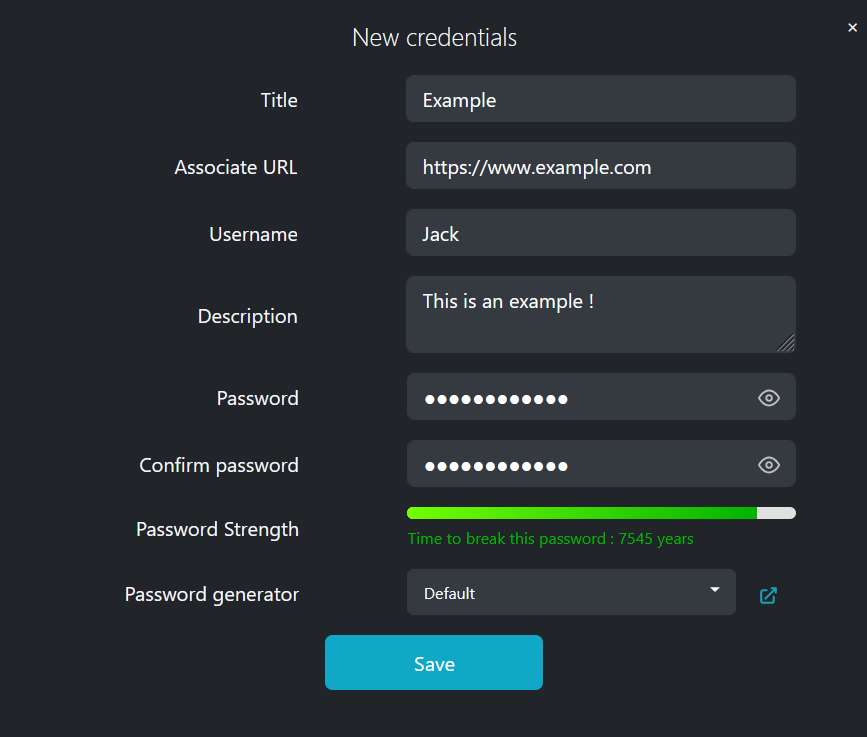 New credentials
×
Title
Example
Associate URL
https://www.example.com
Username
Jack
Description
This is an example !
Password
●●●●●●●●●●●●
Confirm password
●●●●●●●●●●●●
Password Strength
Time to break this password : 7545 years
Password generator
Default
Save